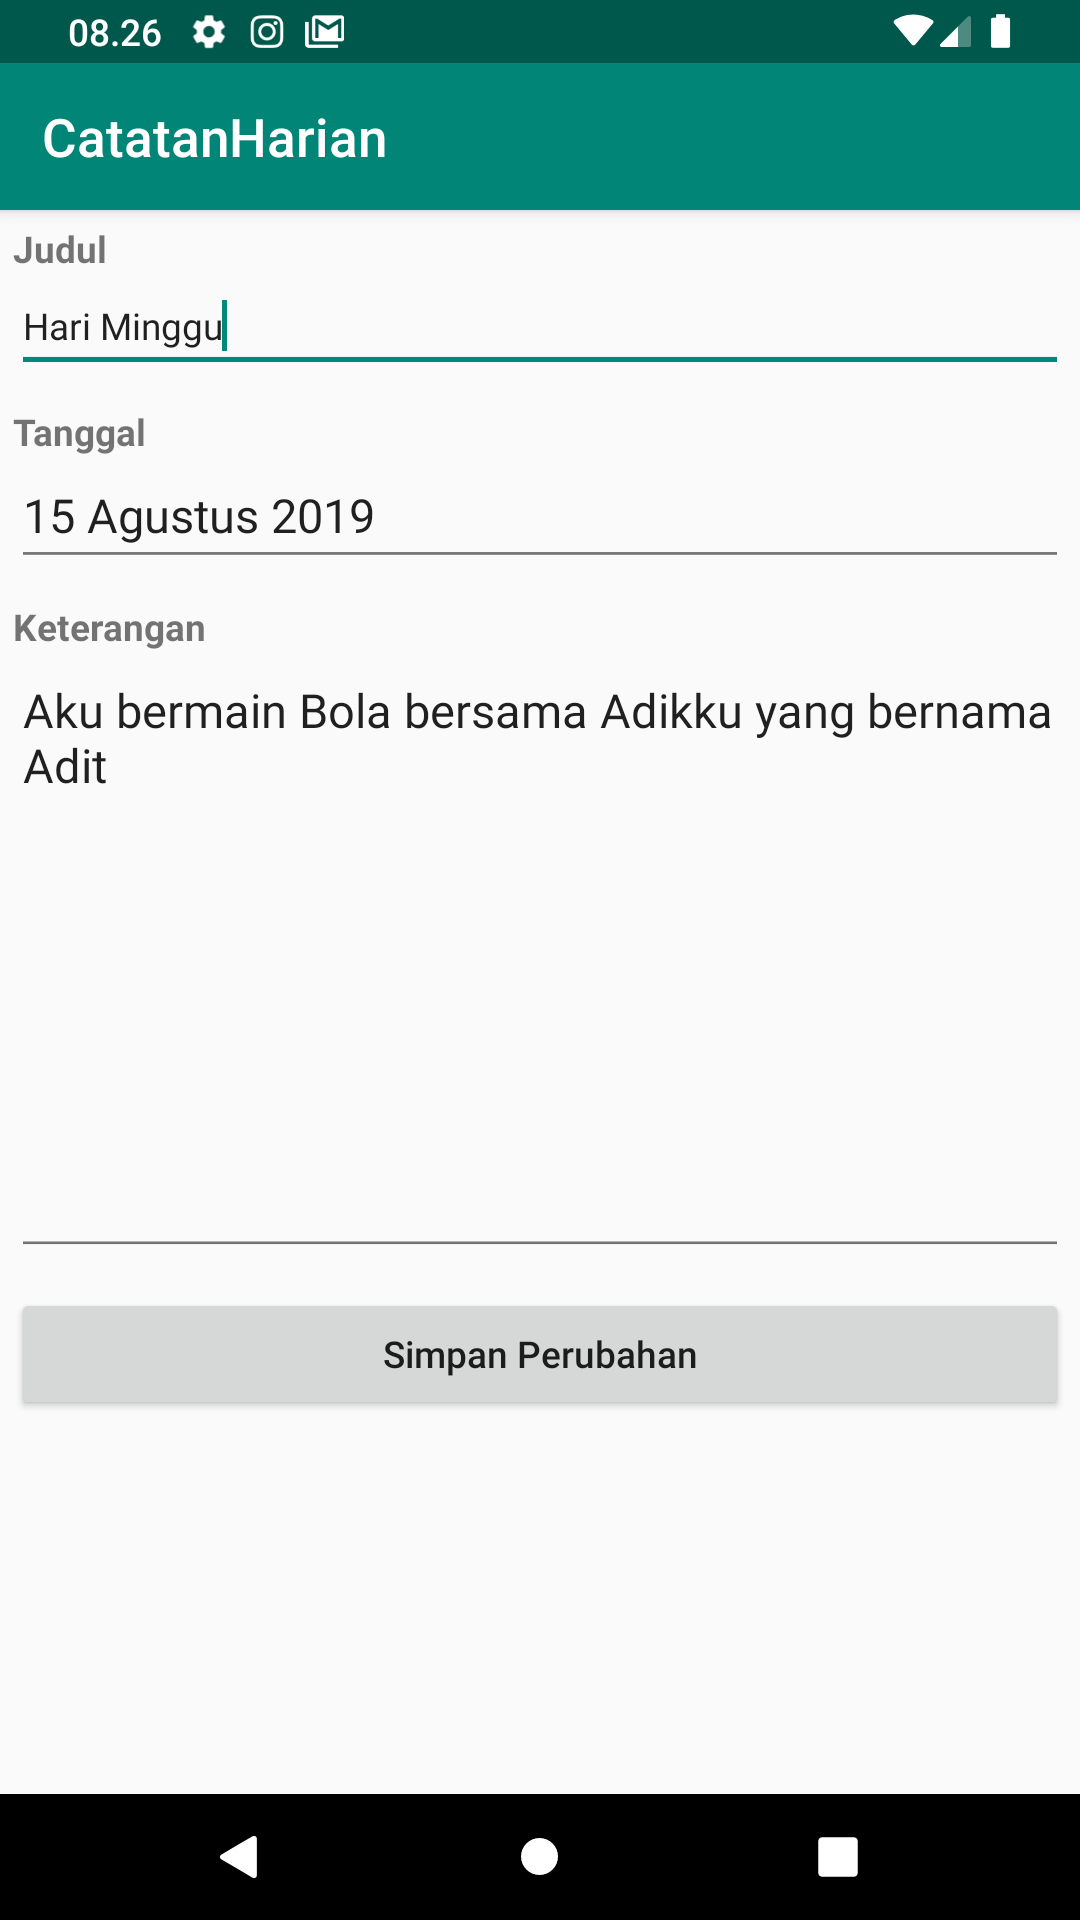 08.26
CatatanHarian
Judul
Hari Minggu
Tanggal
15 Agustus 2019
Keterangan
Aku bermain Bola bersama Adikku yang bernama
Adit
Simpan Perubahan